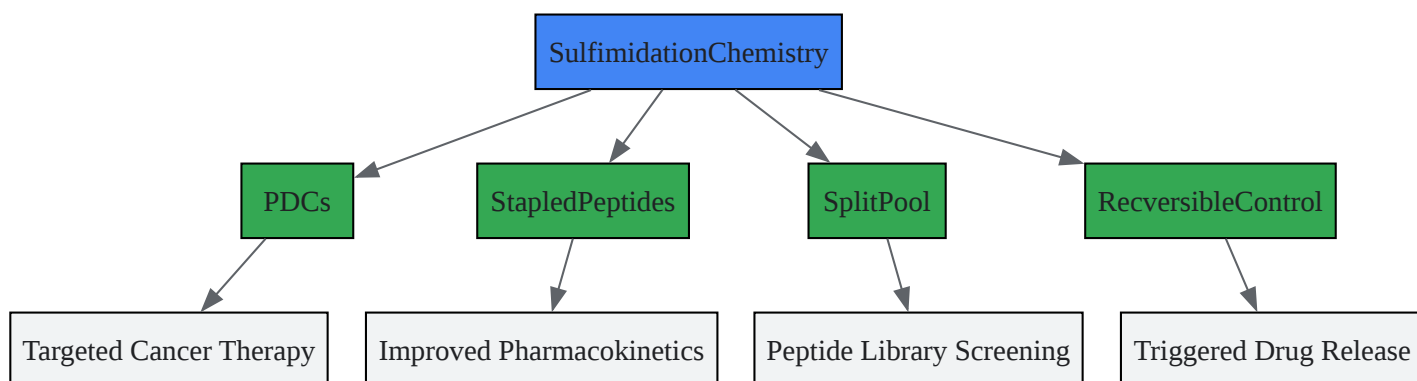 SulfimidationChemistry
PDCs
StapledPeptides
SplitPool
RecversibleControl
Targeted Cancer Therapy
Improved Pharmacokinetics
Peptide Library Screening
Triggered Drug Release